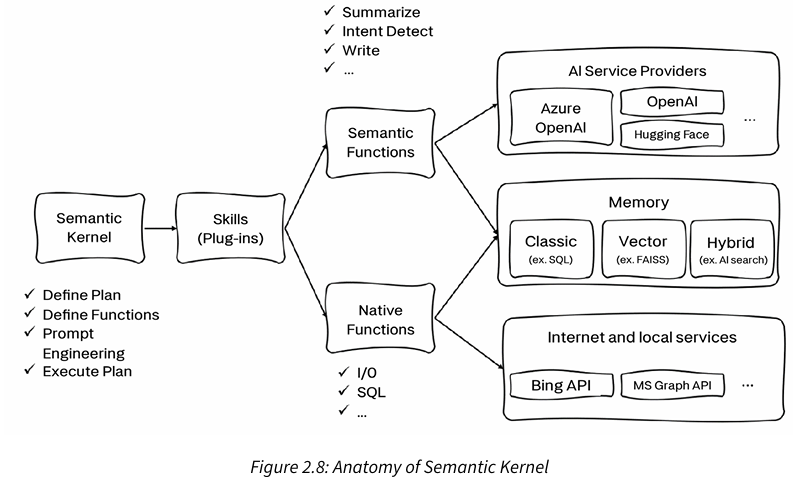 ✓ Summarize
✓ Intent Detect
✓ Write
✓ ...
AI Service Providers
Azure
OpenAI
OpenAI
Hugging Face
...
Semantic
Functions
Semantic
Kernel
Skills
(Plug-ins)
Memory
Classic
(ex. SQL)
Vector
(ex. FAISS)
Hybrid
(ex. AI search)
✓ Define Plan
✓ Define Functions
✓ Prompt
Engineering
✓ Execute Plan
Native
Functions
✓ I/O
✓ SQL
✓ ...
Internet and local services
Bing API
MS Graph API
...
Figure 2.8: Anatomy of Semantic Kernel